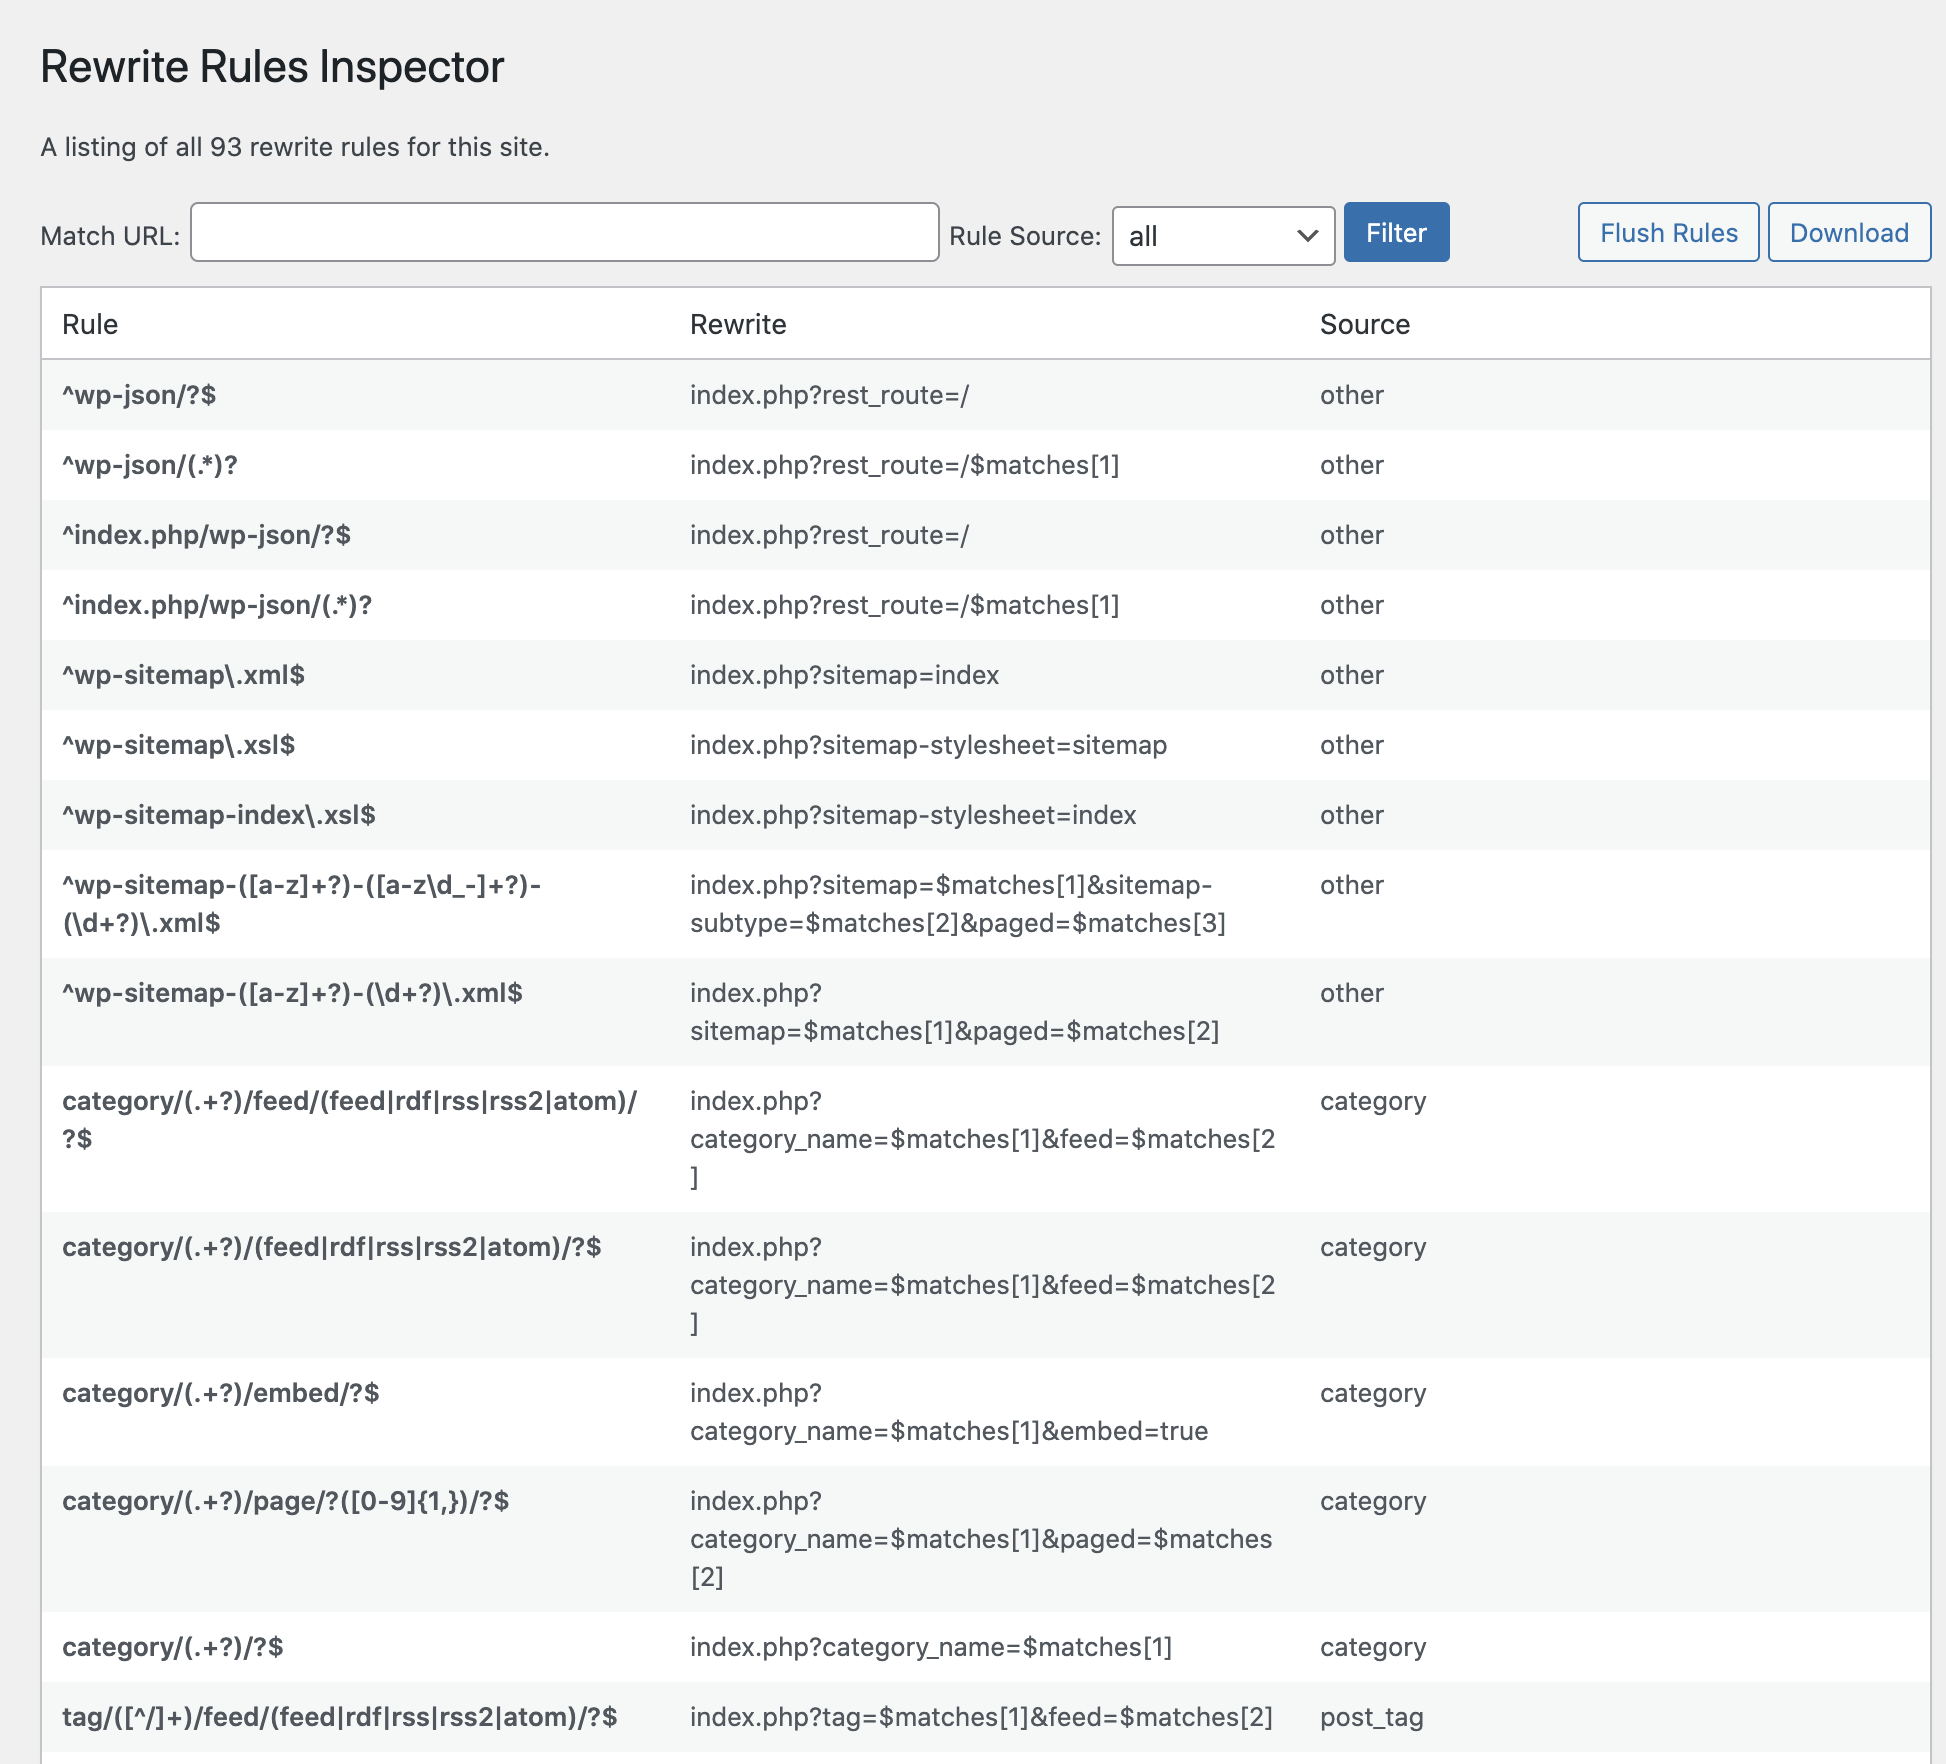 Rewrite Rules Inspector
A listing of all 93 rewrite rules for this site.
Match URL: Rule Source: all Filter Flush Rules Download
Rule Rewrite Source
^wp-json/?$ index.php?rest_route=/ other
^wp-json/(.*)? index.php?rest_route=/$matches[1] other
^index.php/wp-json/?$ index.php?rest_route=/ other
^index.php/wp-json/(.*)? index.php?rest_route=/$matches[1] other
^wp-sitemap\.xml$ index.php?sitemap=index other
^wp-sitemap\.xsl$ index.php?sitemap-stylesheet=sitemap other
^wp-sitemap-index\.xsl$ index.php?sitemap-stylesheet=index other
^wp-sitemap-([a-z]+?)-([a-z\d_-]+?)- index.php?sitemap=$matches[1]&sitemap- other
(\d+?)\.xml$ subtype=$matches[2]&paged=$matches[3]
^wp-sitemap-([a-z]+?)-(\d+?)\.xml$ index.php? other
sitemap=$matches[1]&paged=$matches[2]
category/(.+?)/feed/(feed|rdf|rss|rss2|atom)/ index.php? category
?$ category_name=$matches[1]&feed=$matches[2
]
category/(.+?)/(feed|rdf|rss|rss2|atom)/?$ index.php? category
category_name=$matches[1]&feed=$matches[2
]
category/(.+?)/embed/?$ index.php? category
category_name=$matches[1]&embed=true
category/(.+?)/page/?([0-9]{1,})/?$ index.php? category
category_name=$matches[1]&paged=$matches
[2]
category/(.+?)/?$ index.php?category_name=$matches[1] category
tag/([^/]+)/feed/(feed|rdf|rss|rss2|atom)/?$ index.php?tag=$matches[1]&feed=$matches[2] post_tag